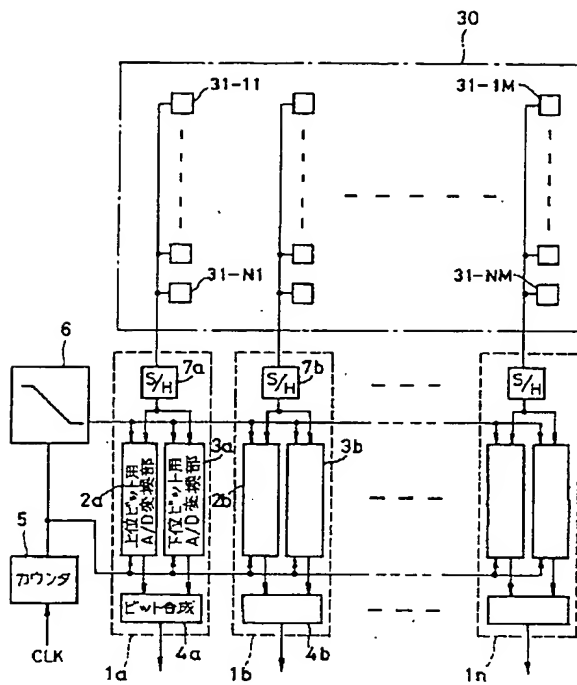 30
31-11
31-1M
31-N1
31-NM
6
7a
7b
S/H
S/H
S/H
2a
上位ビット用
A/D変換部
3a
下位ビット用
A/D変換部
2b
3b
5
カウンタ
CLK
ビット合成
1a
4a
1b
4b
1n